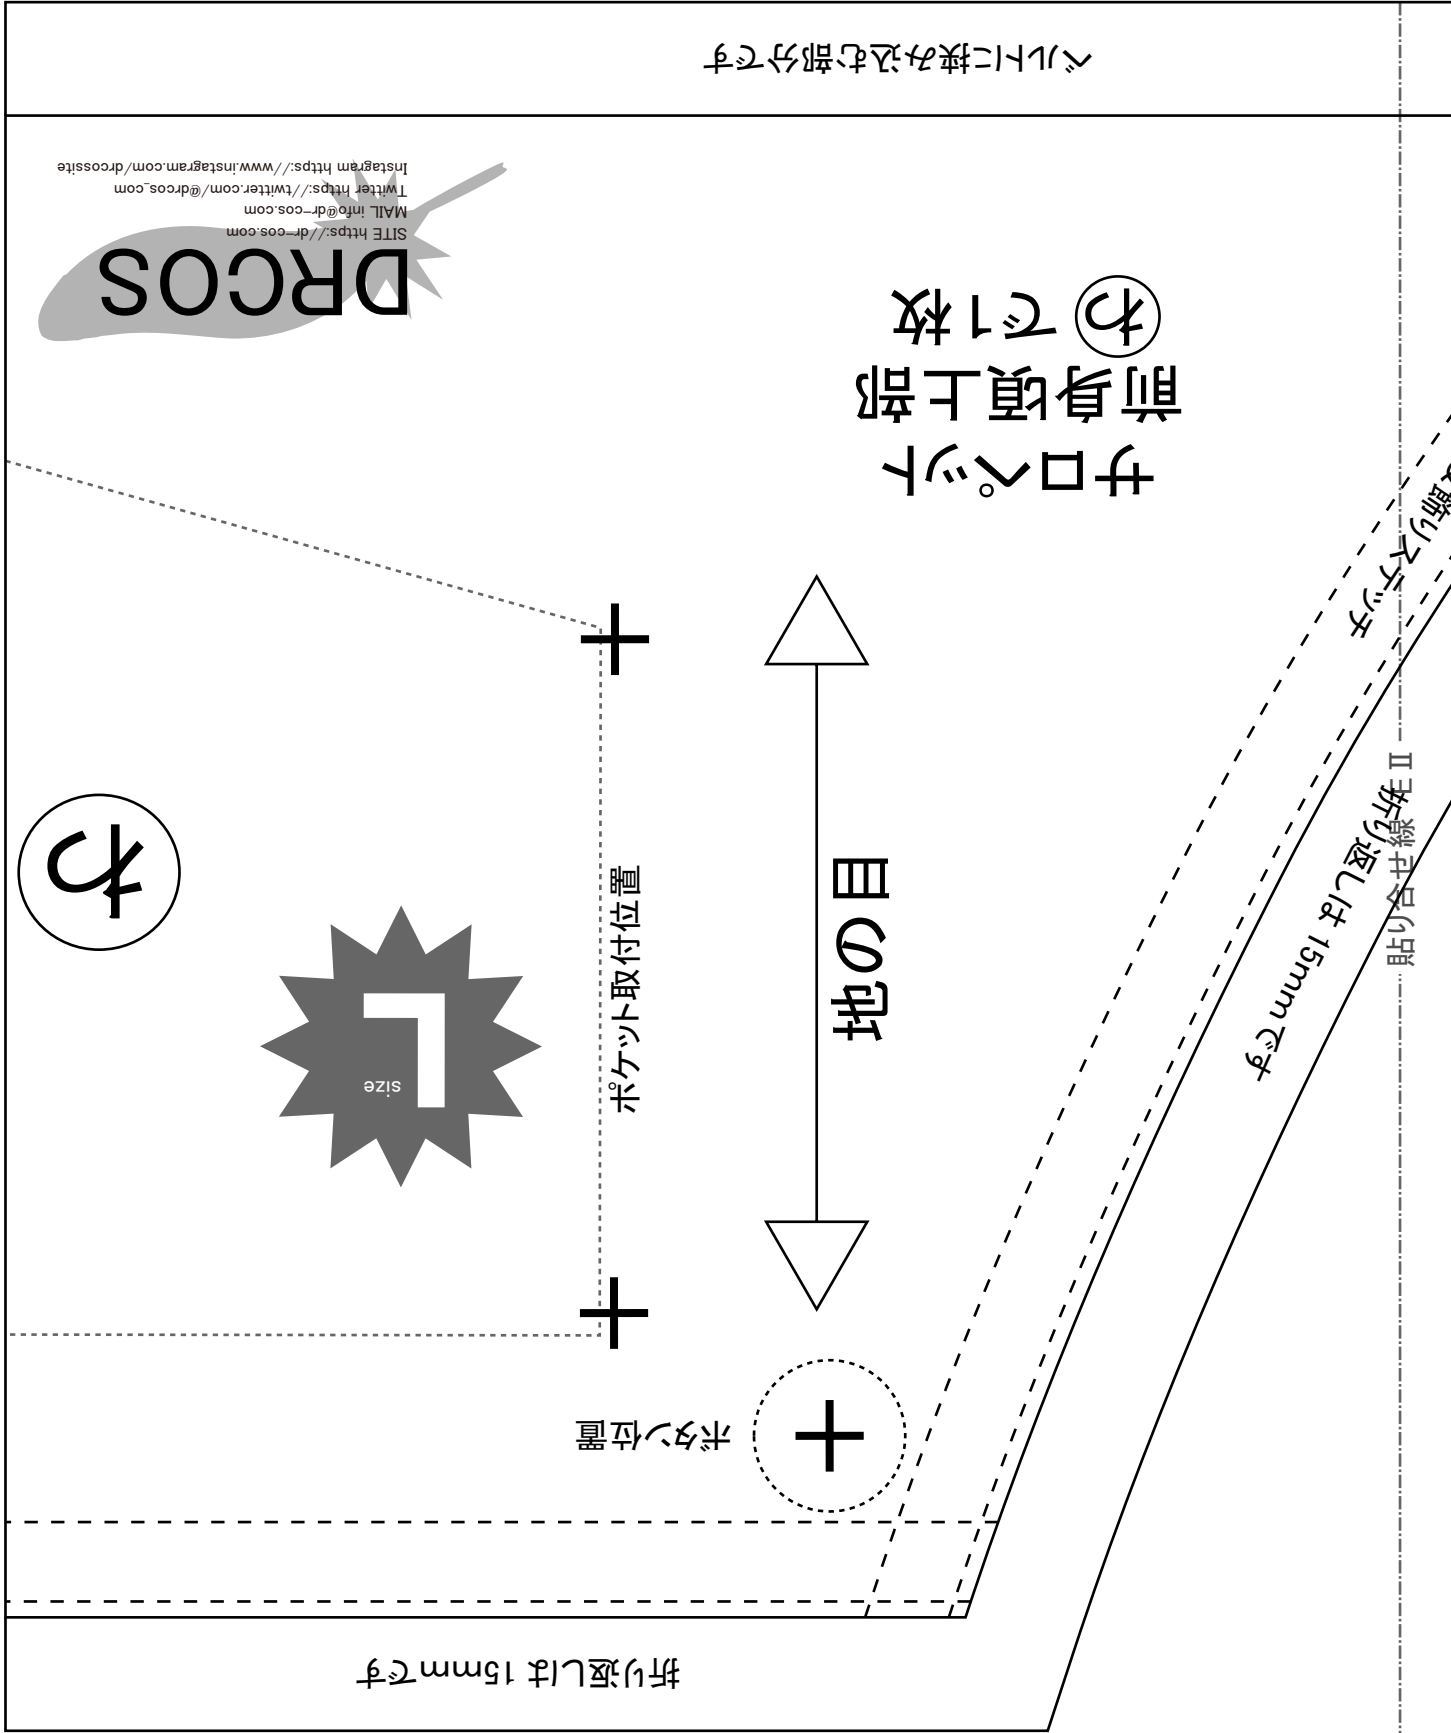 折り返しは 15mmです
ボタン位置
ポケット取付位置
地の目
L
size
わ
折り返しは 15mmです
貼り合せ線 E II
飾りステッチ
サロペット
前身頃上部
わ で1枚
DRCOS
SITE https://dr-cos.com
MAIL info@dr-cos.com
Twitter https://twitter.com/@drcos_com
Instagram https://www.instagram.com/drcossite
ベルトに挟み込む部分です